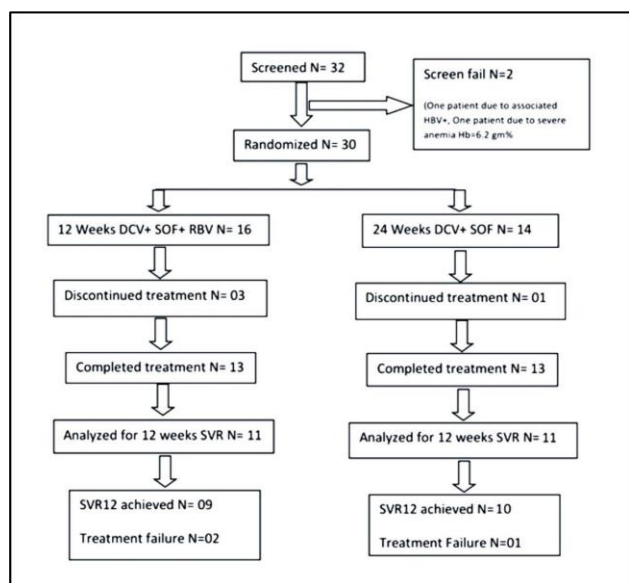 Screened N= 32
Screen fail N=2
(One patient due to associated
HBV+, One patient due to severe
anemia Hb=6.2 gm%
Randomized N= 30
12 Weeks DCV+ SOF+ RBV N= 16
24 Weeks DCV+ SOF N= 14
Discontinued treatment N= 03
Discontinued treatment N= 01
Completed treatment N= 13
Completed treatment N= 13
Analyzed for 12 weeks SVR N= 11
Analyzed for 12 weeks SVR N= 11
SVR12 achieved N= 09
Treatment failure N=02
SVR12 achieved N= 10
Treatment Failure N=01